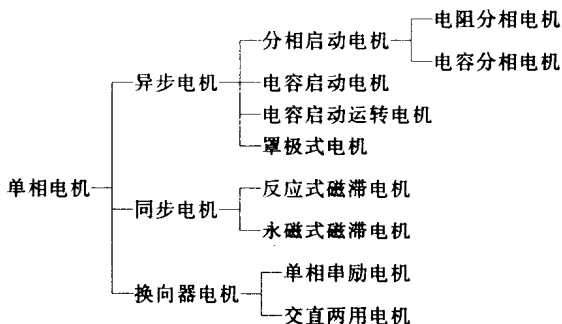 电阻分相电机
分相启动电机
电容分相电机
异步电机
电容启动电机
电容启动运转电机
罩极式电机
单相电机
反应式磁滞电机
同步电机
永磁式磁滞电机
单相串励电机
换向器电机
交直两用电机